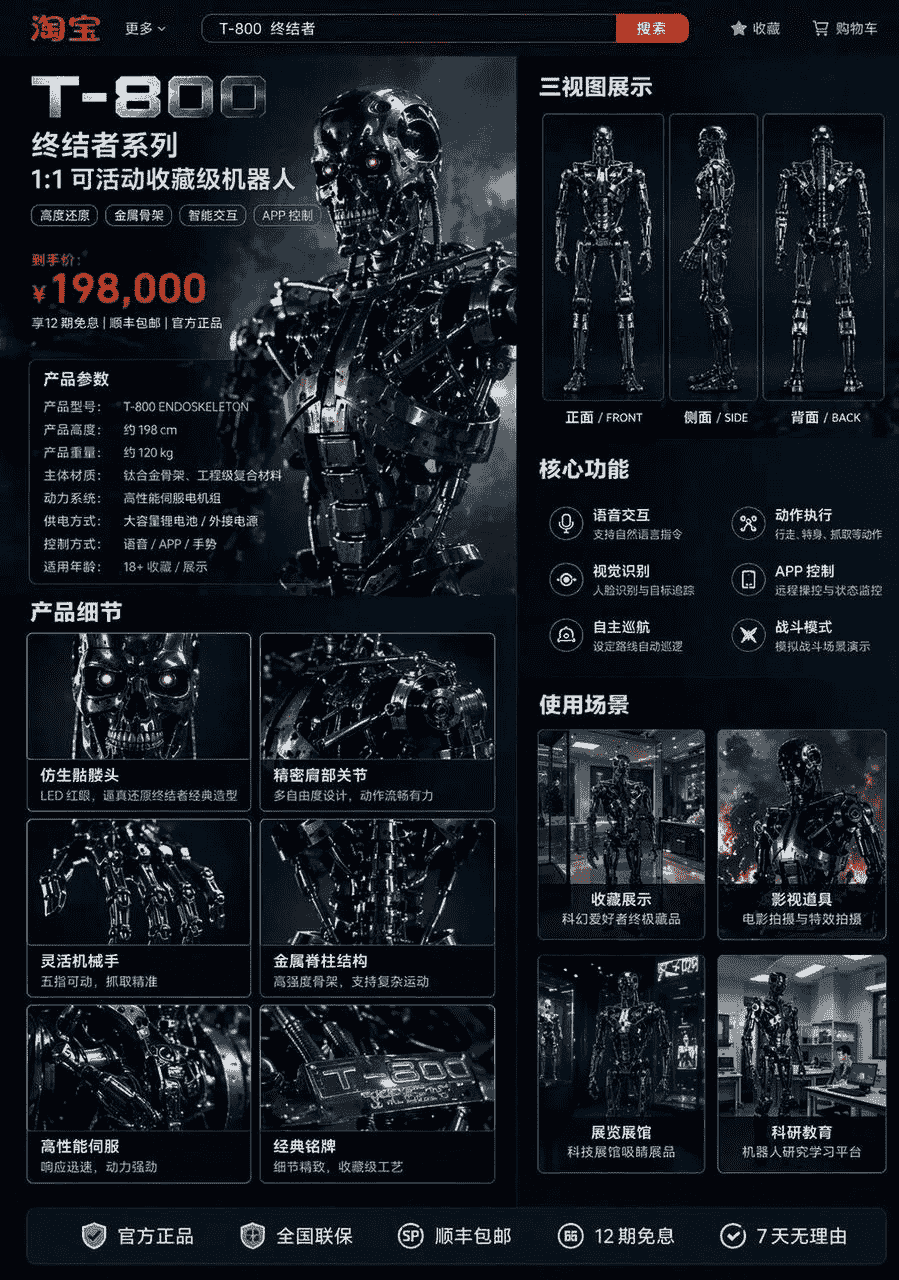 淘宝
更多
T-800 终结者
搜索
收藏
购物车
T-800
终结者系列
1:1 可活动收藏级机器人
高度还原
金属骨架
智能交互
APP 控制
到手价:
¥198,000
享12 期免息 | 顺丰包邮 | 官方正品
产品参数
产品型号: T-800 ENDOSKELETON
产品高度: 约 198 cm
产品重量: 约 120 kg
主体材质: 钛合金骨架、工程级复合材料
动力系统: 高性能伺服电机组
供电方式: 大容量锂电池 / 外接电源
控制方式: 语音 / APP / 手势
适用年龄: 18+ 收藏 / 展示
三视图展示
正面 / FRONT
侧面 / SIDE
背面 / BACK
核心功能
语音交互
支持自然语言指令
动作执行
行走、转身、抓取等动作
视觉识别
人脸识别与目标追踪
APP 控制
远程操控与状态监控
自主巡航
设定路线自动巡逻
战斗模式
模拟战斗场景演示
产品细节
仿生骷髅头
LED 红眼，逼真还原终结者经典造型
精密肩部关节
多自由度设计，动作流畅有力
灵活机械手
五指可动，抓取精准
金属脊柱结构
高强度骨架，支持复杂运动
高性能伺服
响应迅速，动力强劲
T-800
经典铭牌
细节精致，收藏级工艺
使用场景
收藏展示
科幻爱好者终极藏品
影视道具
电影拍摄与特效拍摄
展览展馆
科技展馆吸睛展品
科研教育
机器人研究学习平台
官方正品
全国联保
SP 顺丰包邮
12 期免息
7 天无理由